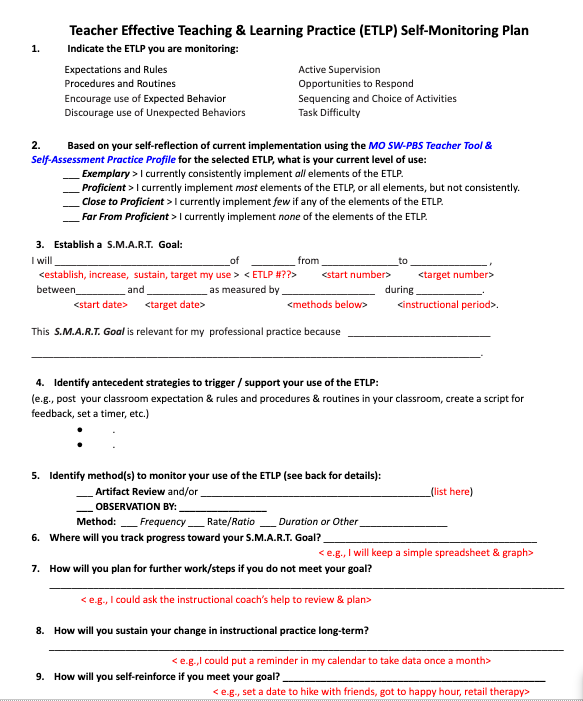 Teacher Effective Teaching & Learning Practice (ETLP) Self-Monitoring Plan
1. Indicate the ETLP you are monitoring:
Expectations and Rules Active Supervision
Procedures and Routines Opportunities to Respond
Encourage use of Expected Behavior Sequencing and Choice of Activities
Discourage use of Unexpected Behaviors Task Difficulty
2. Based on your self-reflection of current implementation using the MO SW-PBS Teacher Tool &
Self-Assessment Practice Profile for the selected ETLP, what is your current level of use:
___ Exemplary > I currently consistently implement all elements of the ETLP.
___ Proficient > I currently implement most elements of the ETLP, or all elements, but not consistently.
___ Close to Proficient > I currently implement few if any of the elements of the ETLP.
___ Far From Proficient > I currently implement none of the elements of the ETLP.
3. Establish a S.M.A.R.T. Goal:
I will ______________________________of ________ from _____________to _____________ ,
<establish, increase, sustain, target my use > < ETLP #??> <start number> <target number>
between_________ and __________ as measured by ________________ during ____________.
<start date> <target date> <methods below> <instructional period>.
This S.M.A.R.T. Goal is relevant for my professional practice because _________________________
______________________________________________________________________________.
4. Identify antecedent strategies to trigger / support your use of the ETLP:
(e.g., post your classroom expectation & rules and procedures & routines in your classroom, create a script for
feedback, set a timer, etc.)
● .
● .
5. Identify method(s) to monitor your use of the ETLP (see back for details):
___ Artifact Review and/or ________________________________________(list here)
___ OBSERVATION BY: _______________
Method: ___ Frequency ___ Rate/Ratio ___ Duration or Other _______________
6. Where will you track progress toward your S.M.A.R.T. Goal? _____________________________________
< e.g., I will keep a simple spreadsheet & graph>
7. How will you plan for further work/steps if you do not meet your goal?
__________________________________________________________________________________________
< e.g., I could ask the instructional coach's help to review & plan>
8. How will you sustain your change in instructional practice long-term?
__________________________________________________________________________________________
< e.g.,I could put a reminder in my calendar to take data once a month>
9. How will you self-reinforce if you meet your goal? _____________________________________________
< e.g., set a date to hike with friends, got to happy hour, retail therapy>